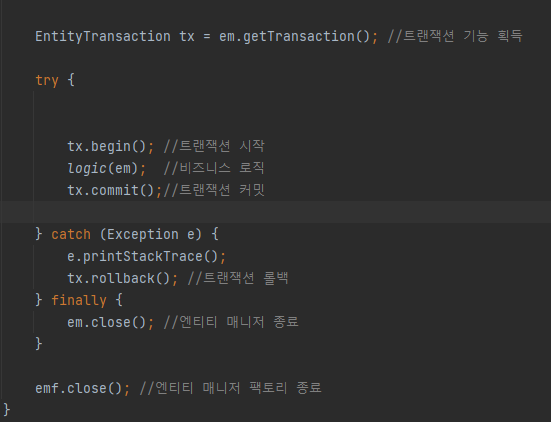 EntityTransaction tx = em.getTransaction(); //트랜잭션 기능 획득
try {
tx.begin(); //트랜잭션 시작
logic(em);  //비즈니스 로직
tx.commit();//트랜잭션 커밋
} catch (Exception e) {
e.printStackTrace();
tx.rollback(); //트랜잭션 롤백
} finally {
em.close(); //엔티티 매니저 종료
}
emf.close(); //엔티티 매니저 팩토리 종료
}